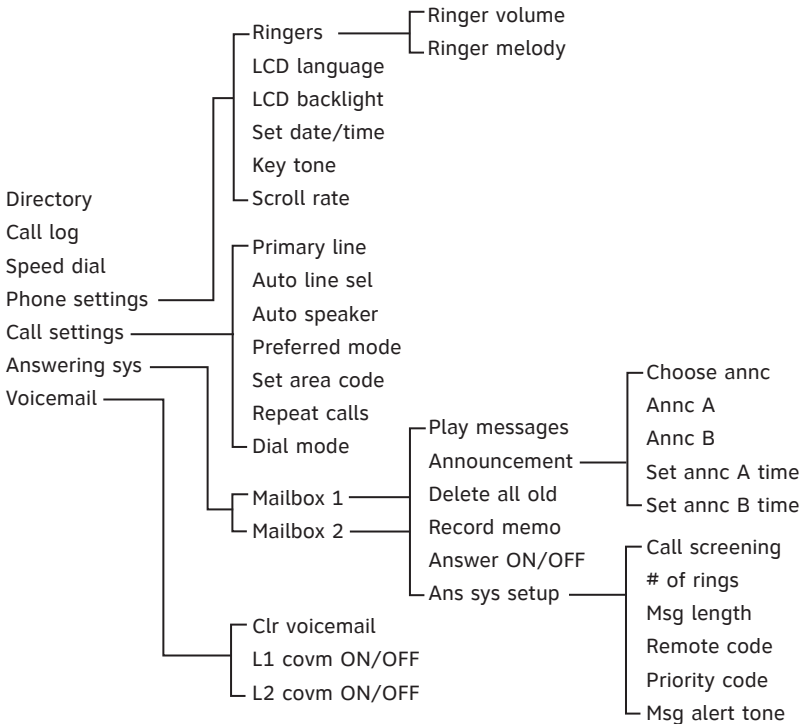 Directory
Call log
Speed dial
Phone settings
Call settings
Answering sys
Voicemail
Ringers
LCD language
LCD backlight
Set date/time
Key tone
Scroll rate
Ringer volume
Ringer melody
Primary line
Auto line sel
Auto speaker
Preferred mode
Set area code
Repeat calls
Dial mode
Mailbox 1
Mailbox 2
Play messages
Announcement
Delete all old
Record memo
Answer ON/OFF
Ans sys setup
Choose annc
Annc A
Annc B
Set annc A time
Set annc B time
Call screening
# of rings
Msg length
Remote code
Priority code
Msg alert tone
Clr voicemail
L1 covm ON/OFF
L2 covm ON/OFF